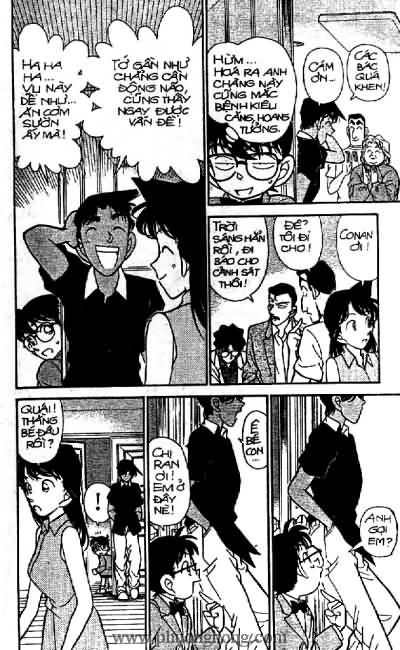 HA HA
HA...
VỤ NÀY
DỄ NHƯ...
ĂN CƠM
SƯỜN
ẤY MÀ!
TỚ GẦN NHƯ
CHẲNG CẦN
ĐỘNG NÃO,
CŨNG THẤY
NGAY ĐƯỢC
VẤN ĐỀ!
HỪM...
HOÁ RA ANH
CHÀNG NÀY
CŨNG MẮC
BỆNH KIÊU
CĂNG, HOANG
TƯỞNG.
CÁM
ƠN...
CÁC
BÁC
QUÁ
KHEN!
TRỜI
SÁNG HẲN
RỒI, ĐI
BÁO CHO
CẢNH SÁT
THÔI!
ĐỂ
TÔI ĐI
CHO!
CONAN
ƠI!
QUÁI!
THẰNG
BÉ ĐÂU
RỒI?
!
CHỊ
RAN
ƠI!
EM Ở
ĐÂY
NÈ!
Ê
BÉ
CON...
ANH
GỌI
EM?
www.phuonghong.com